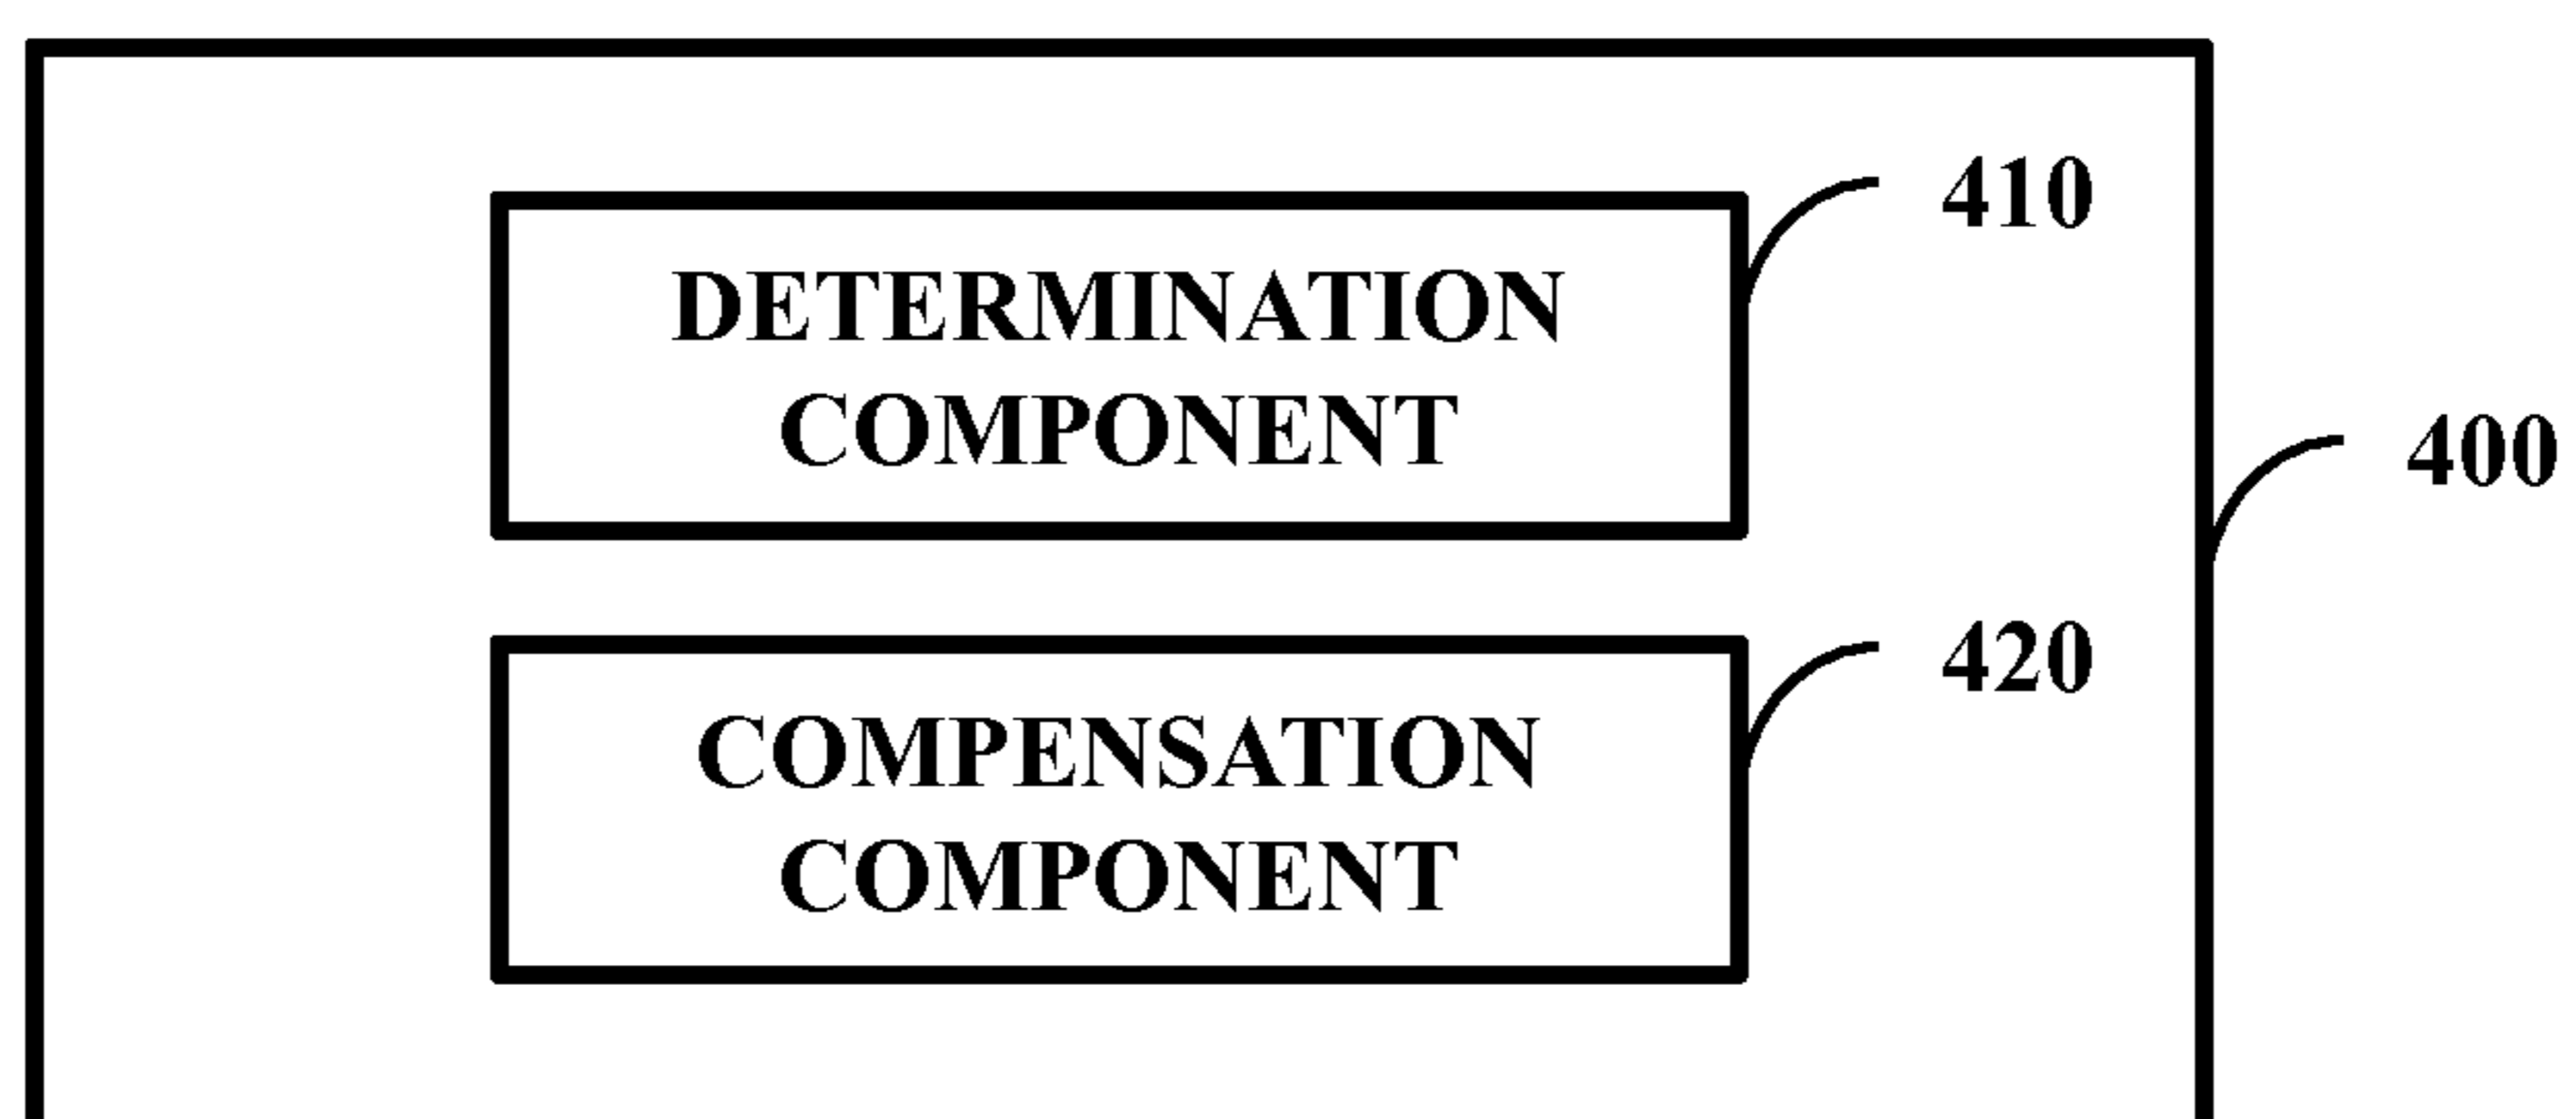 410
DETERMINATION
COMPONENT
400
420
COMPENSATION
COMPONENT